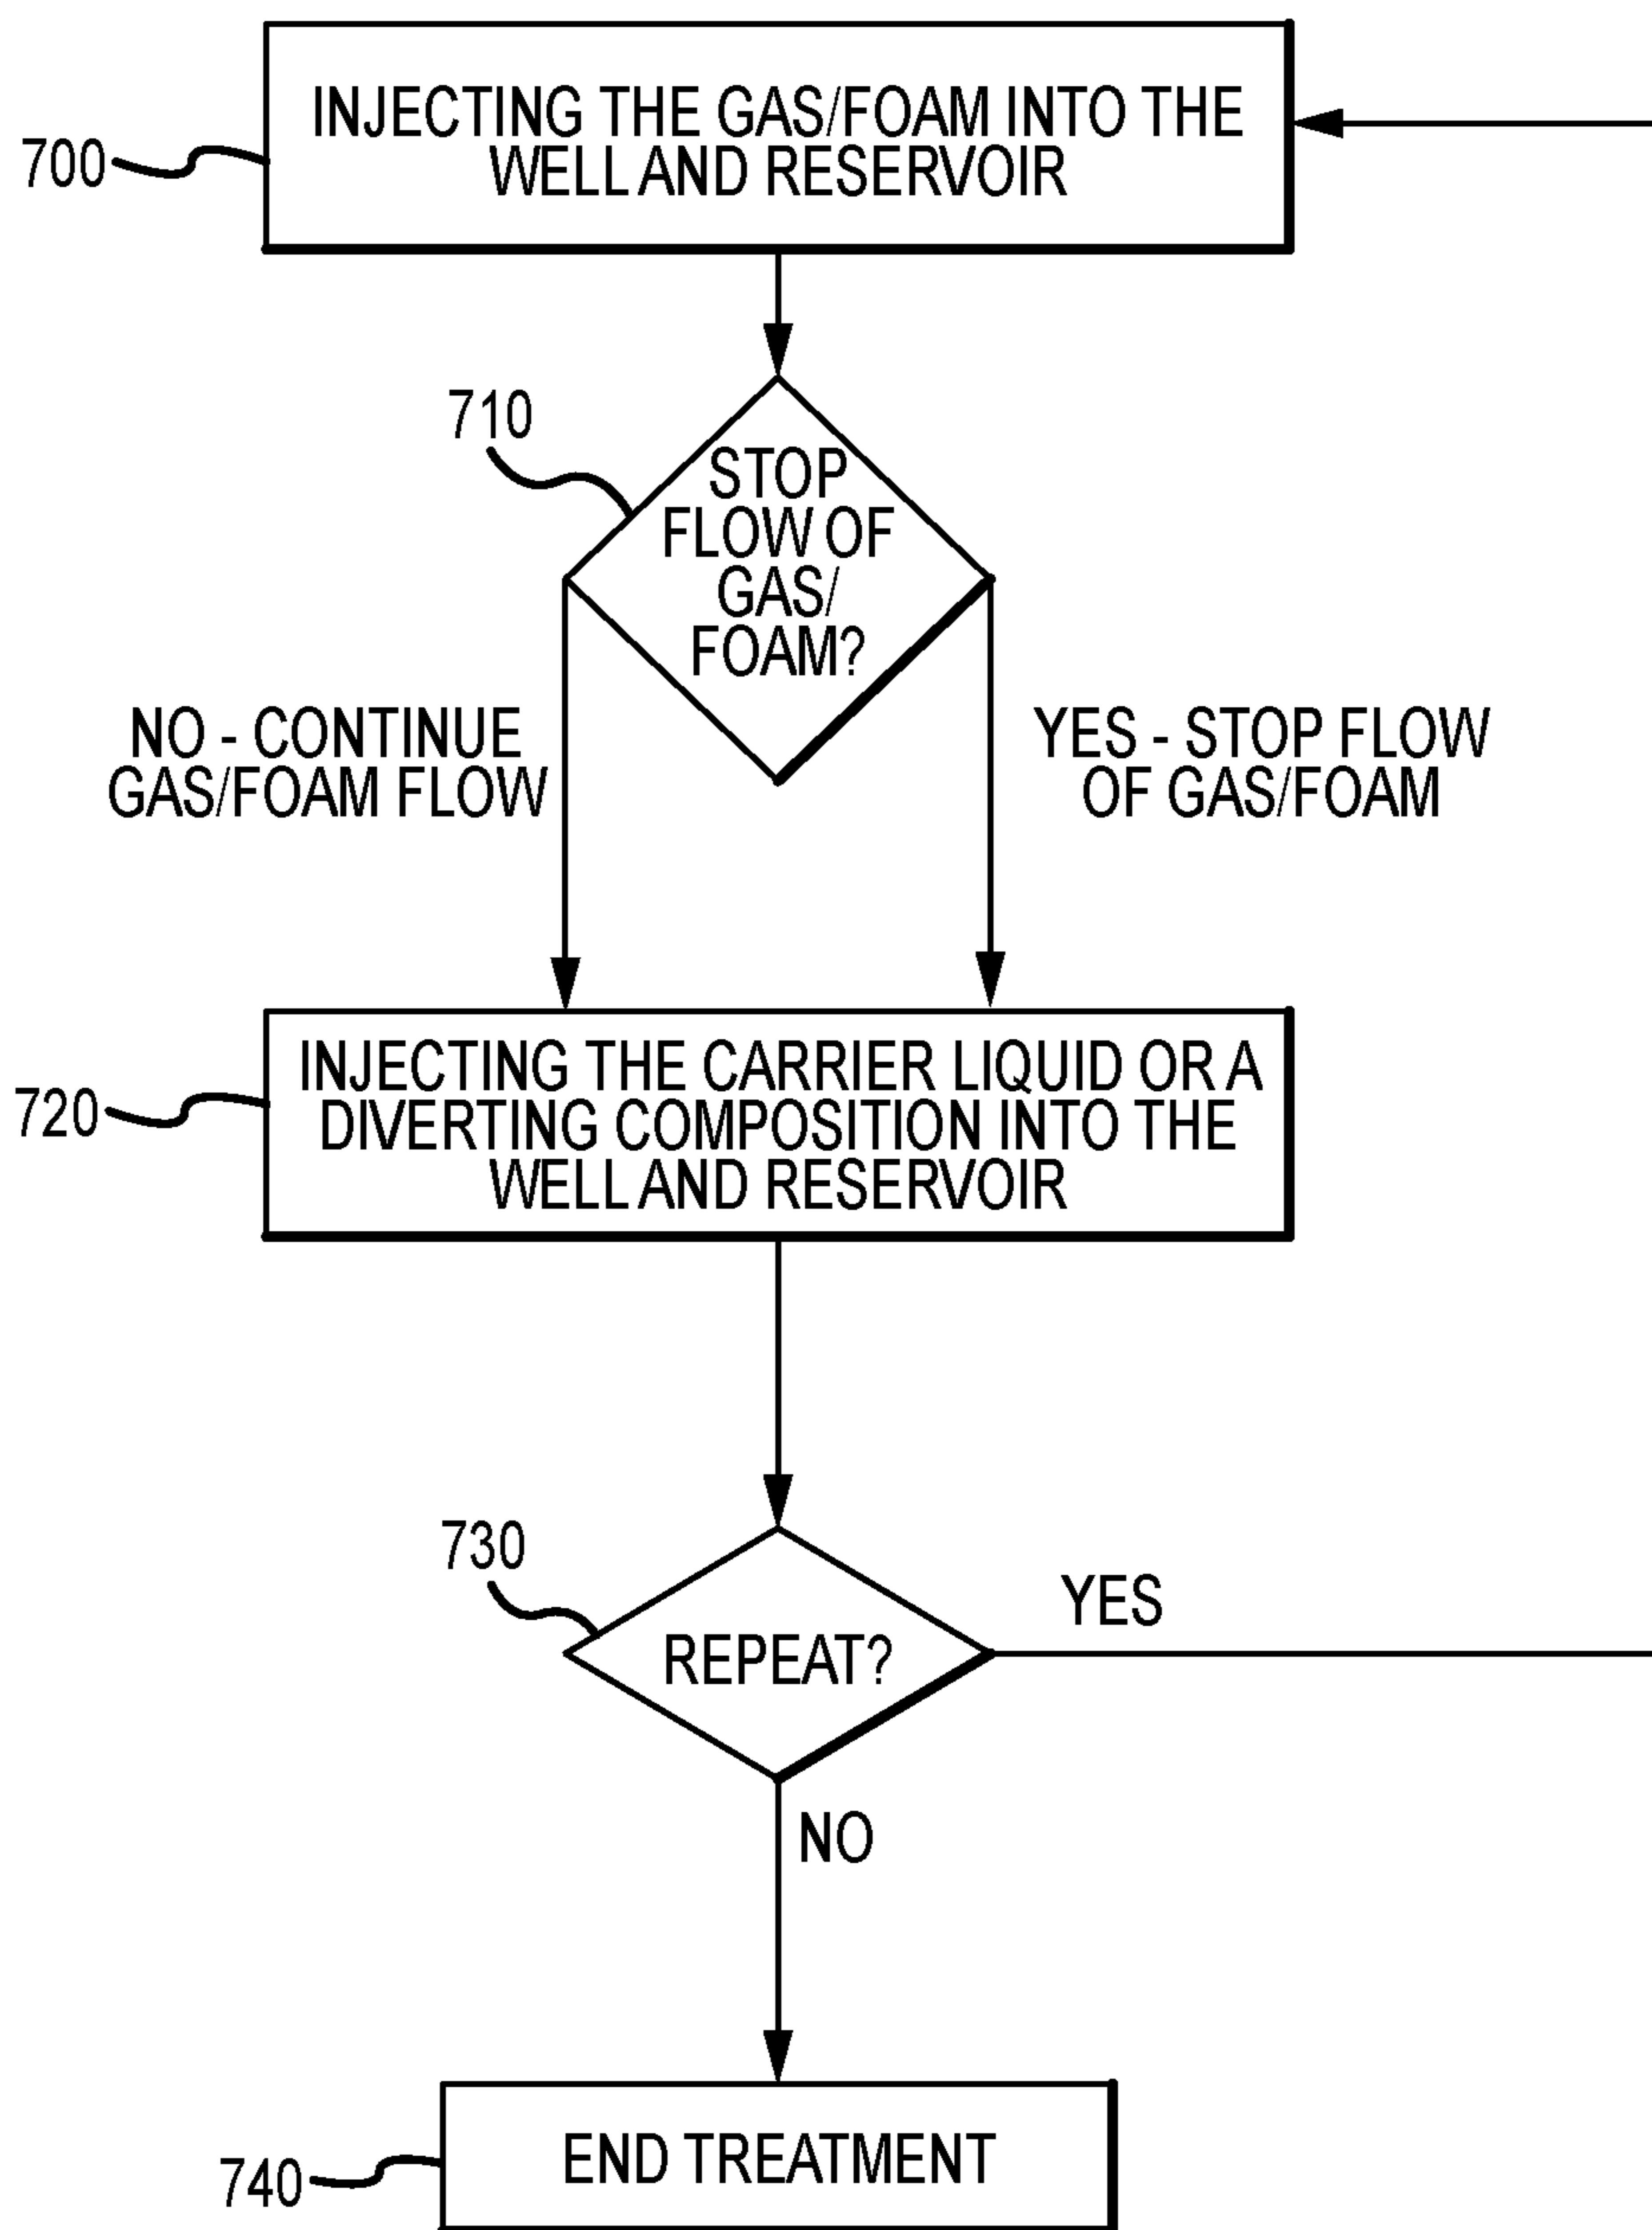 INJECTING THE GAS/FOAM INTO THE
WELL AND RESERVOIR
700
710
STOP
FLOW OF
GAS/
FOAM?
NO - CONTINUE
GAS/FOAM FLOW
YES - STOP FLOW
OF GAS/FOAM
INJECTING THE CARRIER LIQUID OR A
DIVERTING COMPOSITION INTO THE
WELL AND RESERVOIR
720
730
REPEAT?
YES
NO
END TREATMENT
740